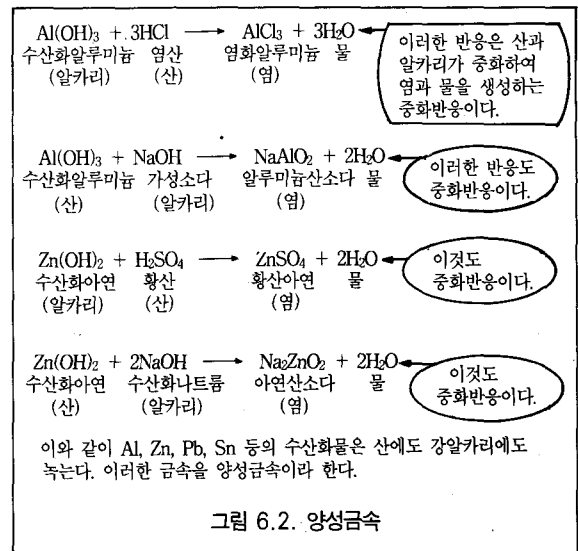 Al(OH)₃ + 3HCl → AlCl₃ + 3H₂O
수산화알루미늄 염산 염화알루미늄 물
(알카리) (산) (염)
이러한 반응은 산과
알카리가 중화하여
염과 물을 생성하는
중화반응이다.
Al(OH)₃ + NaOH → NaAlO₂ + 2H₂O
수산화알루미늄 가성소다 알루미늄산소다 물
(산) (알카리) (염)
이러한 반응도
중화반응이다.
Zn(OH)₂ + H₂SO₄ → ZnSO₄ + 2H₂O
수산화아연 황산 황산아연 물
(알카리) (산) (염)
이것도
중화반응이다.
Zn(OH)₂ + 2NaOH → Na₂ZnO₂ + 2H₂O
수산화아연 수산화나트륨 아연산소다 물
(산) (알카리) (염)
이것도
중화반응이다.
이와 같이 Al, Zn, Pb, Sn 등의 수산화물은 산에도 강알카리에도
녹는다. 이러한 금속을 양성금속이라 한다.
그림 6.2. 양성금속